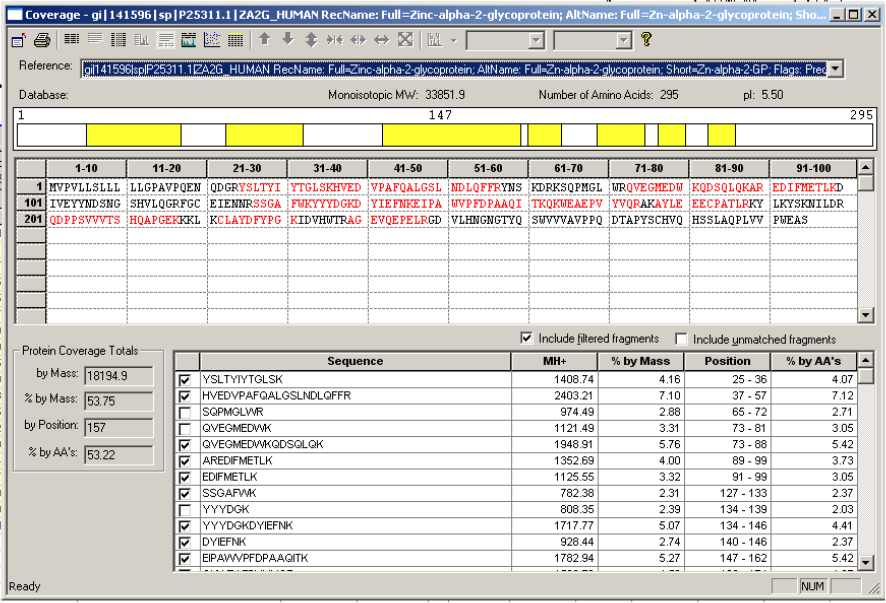 Coverage - gi|141596|sp|P25311.1|ZA2G_HUMAN RecName: Full=Zinc-alpha-2-glycoprotein; AltName: Full=Zn-alpha-2-glycoprotein; Sho...
Reference: gi|141596|sp|P25311.1|ZA2G_HUMAN RecName: Full=Zinc-alpha-2-glycoprotein; AltName: Full=Zn-alpha-2-glycoprotein; Short=Zn-alpha-2-GP; Flags: Prec
Database: Monoisotopic MW: 33851.9 Number of Amino Acids: 295 pI: 5.50
1 147 295
1-10 11-20 21-30 31-40 41-50 51-60 61-70 71-80 81-90 91-100
1 MVPVLLSLLL LLGPAVPQEN QDGRYSLTYI YTGLSKHVED VPAFQALGSL NDLQFFRYNS KDRKSQPMGL WRQVEGMEDW KQDSQLQKAR EDIFMETLKD
101 IVEYYNDSNG SHVLQGRFGC EIENNRSSGA FWKYYYDGKD YIEFNKEIPA WVPFDPAAQI TKQKWEAEPV YVQRAKAYLE EECPATLRKY LKYSKNILDR
201 QDPPSVVVTS HQAPGEKKKL KCLAYDFYPG KIDVHWTRAG EVQEPELRGD VLHNGNGTYQ SWVVVAVPPQ DTAPYSCHVQ HSSLAQPLVV PWEAS
Include filtered fragments Include unmatched fragments
Protein Coverage Totals
by Mass: 18194.9
% by Mass: 53.75
by Position: 157
% by AA's: 53.22
Sequence MH+ % by Mass Position % by AA's
YSLTYIYTGLSK 1408.74 4.16 25 - 36 4.07
HVEDVPAFQALGSLNDLQFFR 2403.21 7.10 37 - 57 7.12
SQPMGLWR 974.49 2.88 65 - 72 2.71
QVEGMEDWK 1121.49 3.31 73 - 81 3.05
QVEGMEDWKQDSQLQK 1948.91 5.76 73 - 88 5.42
AREDIFMETLK 1352.69 4.00 89 - 99 3.73
EDIFMETLK 1125.55 3.32 91 - 99 3.05
SSGAFWK 782.38 2.31 127 - 133 2.37
YYYDGK 808.35 2.39 134 - 139 2.03
YYYDGKDYIEFNK 1717.77 5.07 134 - 146 4.41
DYIEFNK 928.44 2.74 140 - 146 2.37
EIPAWVPFDPAAQITK 1782.94 5.27 147 - 162 5.42
Ready NUM